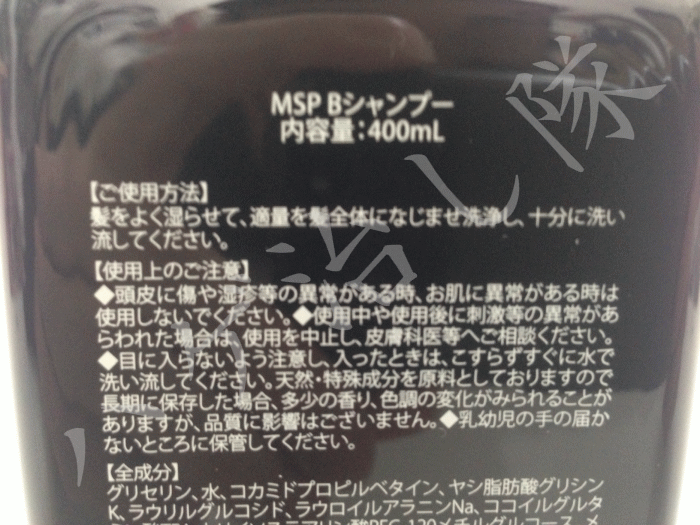 MSP Bシャンプー
内容量：400mL
【ご使用方法】
髪をよく湿らせて、適量を髪全体になじませ洗浄し、十分に洗い
流してください。
【使用上のご注意】
◆頭皮に傷や湿疹等の異常がある時、お肌に異常がある時は
使用しないでください。◆使用中や使用後に刺激等の異常があ
らわれた場合は、使用を中止し、皮膚科医等へご相談ください。
◆目に入らないよう注意し、入ったときは、こすらずすぐに水で
洗い流してください。天然・特殊成分を原料としておりますので
長期に保存した場合、多少の香り、色調の変化がみられることが
ありますが、品質に影響はございません。◆乳幼児の手の届か
ないところに保管してください。
【全成分】
グリセリン、水、コカミドプロピルベタイン、ヤシ脂肪酸グリシン
K、ラウリルグルコシド、ラウロイルアラニンNa、ココイルグルタ